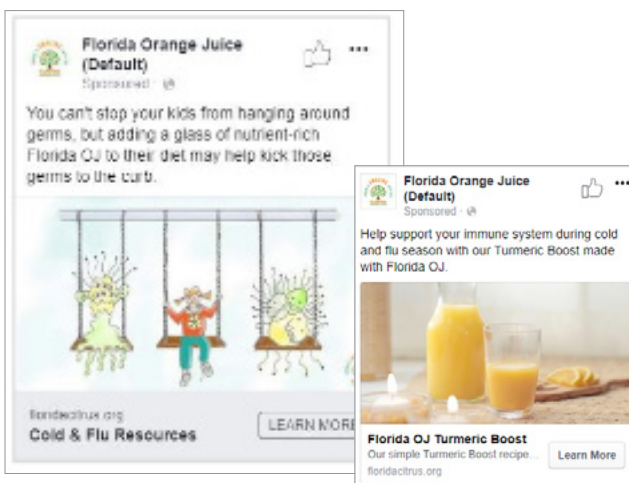 Florida Orange Juice
(Default)
Sponsored
You can't stop your kids from hanging around
germs, but adding a glass of nutrient-rich
Florida OJ to their diet may help kick those
germs to the curb.
floridacitrus.org
Cold & Flu Resources
LEARN MORE
Florida Orange Juice
(Default)
Sponsored
Help support your immune system during cold
and flu season with our Turmeric Boost made
with Florida OJ.
Florida OJ Turmeric Boost
Our simple Turmeric Boost recipe...
floridacitrus.org
Learn More